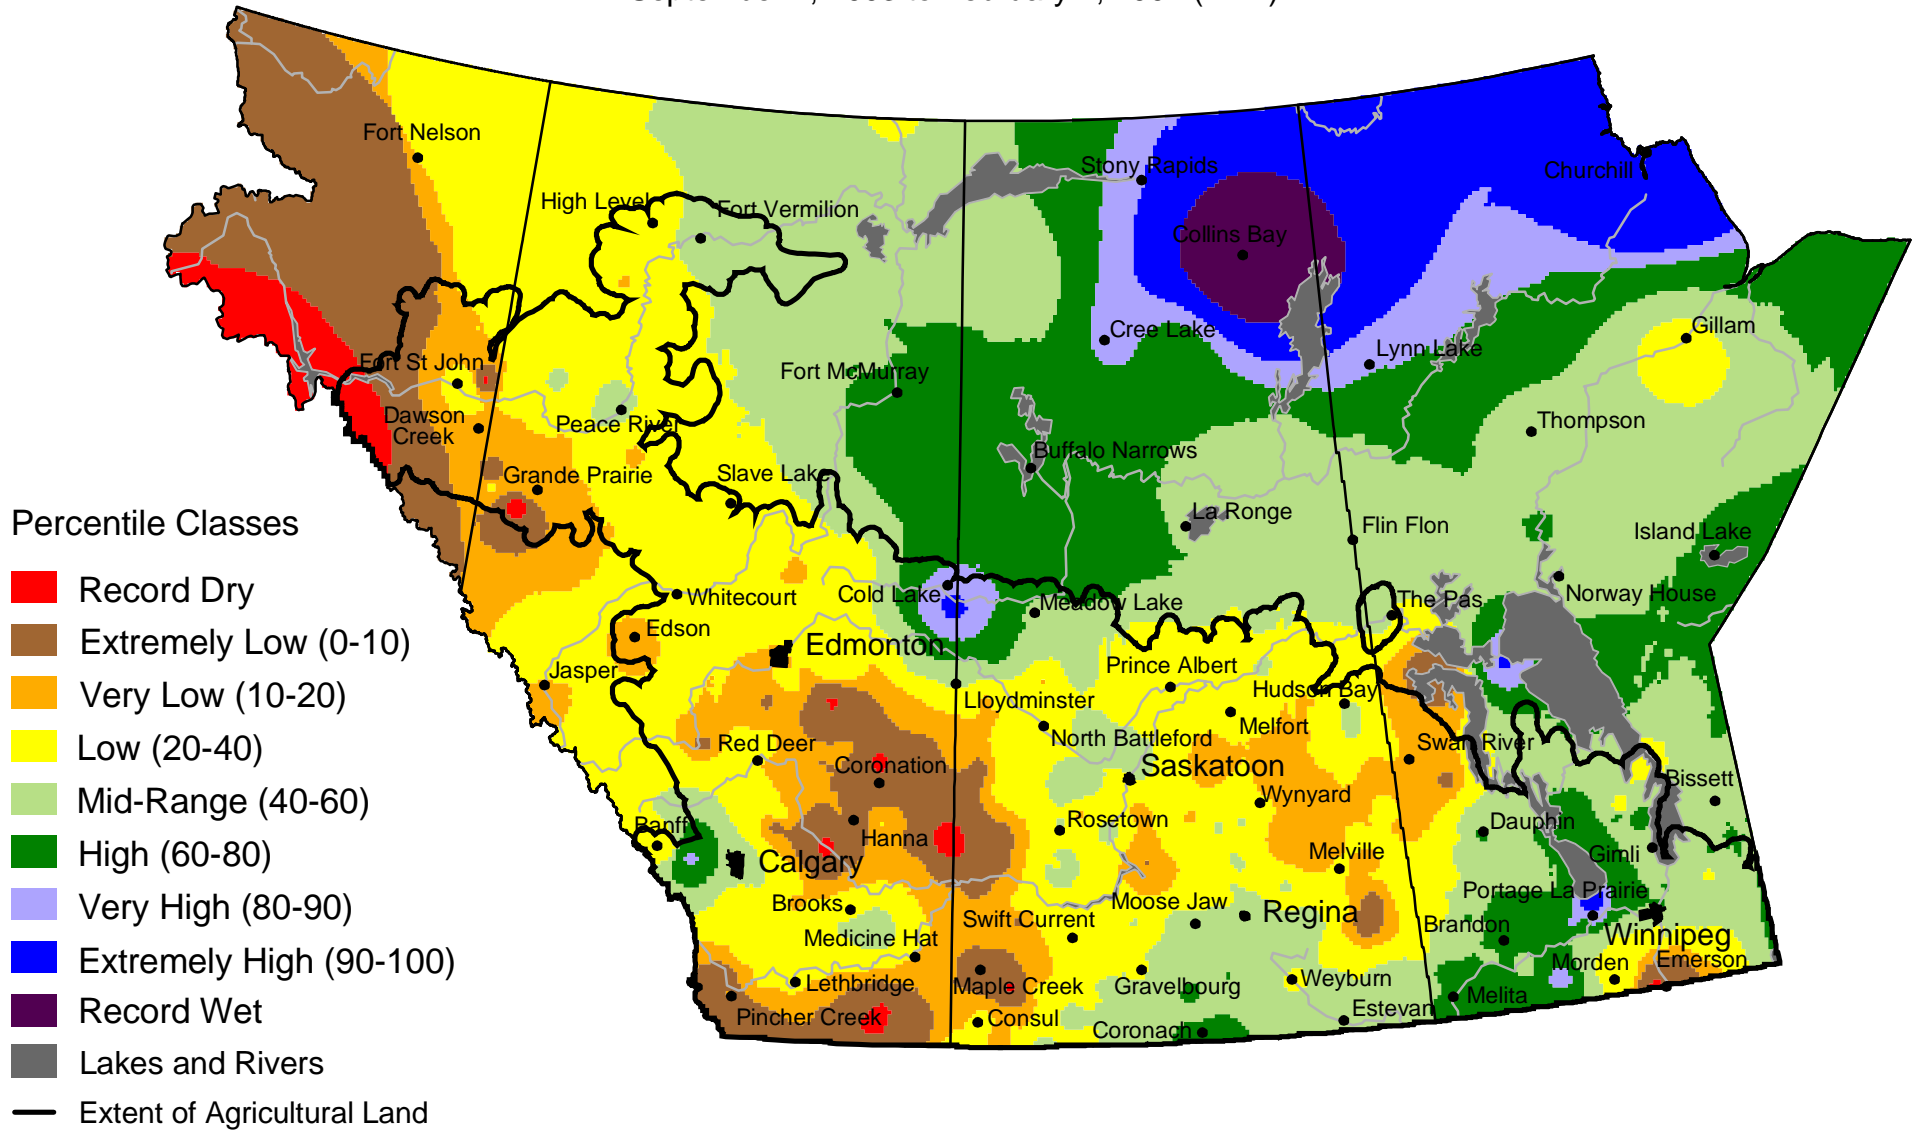 Fort Nelson
High Level
Fort Vermilion
Stony Rapids
Churchill
Collins Bay
Cree Lake
Lynn Lake
Gillam
Fort St John
Fort McMurray
Dawson
Creek
Peace River
Thompson
Buffalo Narrows
Grande Prairie
Slave Lake
La Ronge
Flin Flon
Island Lake
Whitecourt
Cold Lake
Meadow Lake
The Pas
Norway House
Edson
Edmonton
Jasper
Prince Albert
Lloydminster
Hudson Bay
Melfort
North Battleford
Red Deer
Swan River
Coronation
Saskatoon
Bissett
Wynyard
Banff
Hanna
Rosetown
Dauphin
Calgary
Melville
Gimli
Brooks
Moose Jaw
Portage La Prairie
Swift Current
Regina
Brandon
Medicine Hat
Winnipeg
Lethbridge
Maple Creek
Gravelbourg
Weyburn
Morden
Emerson
Pincher Creek
Consul
Coronach
Estevan
Melita
Percentile Classes
Record Dry
Extremely Low (0-10)
Very Low (10-20)
Low (20-40)
Mid-Range (40-60)
High (60-80)
Very High (80-90)
Extremely High (90-100)
Record Wet
Lakes and Rivers
Extent of Agricultural Land